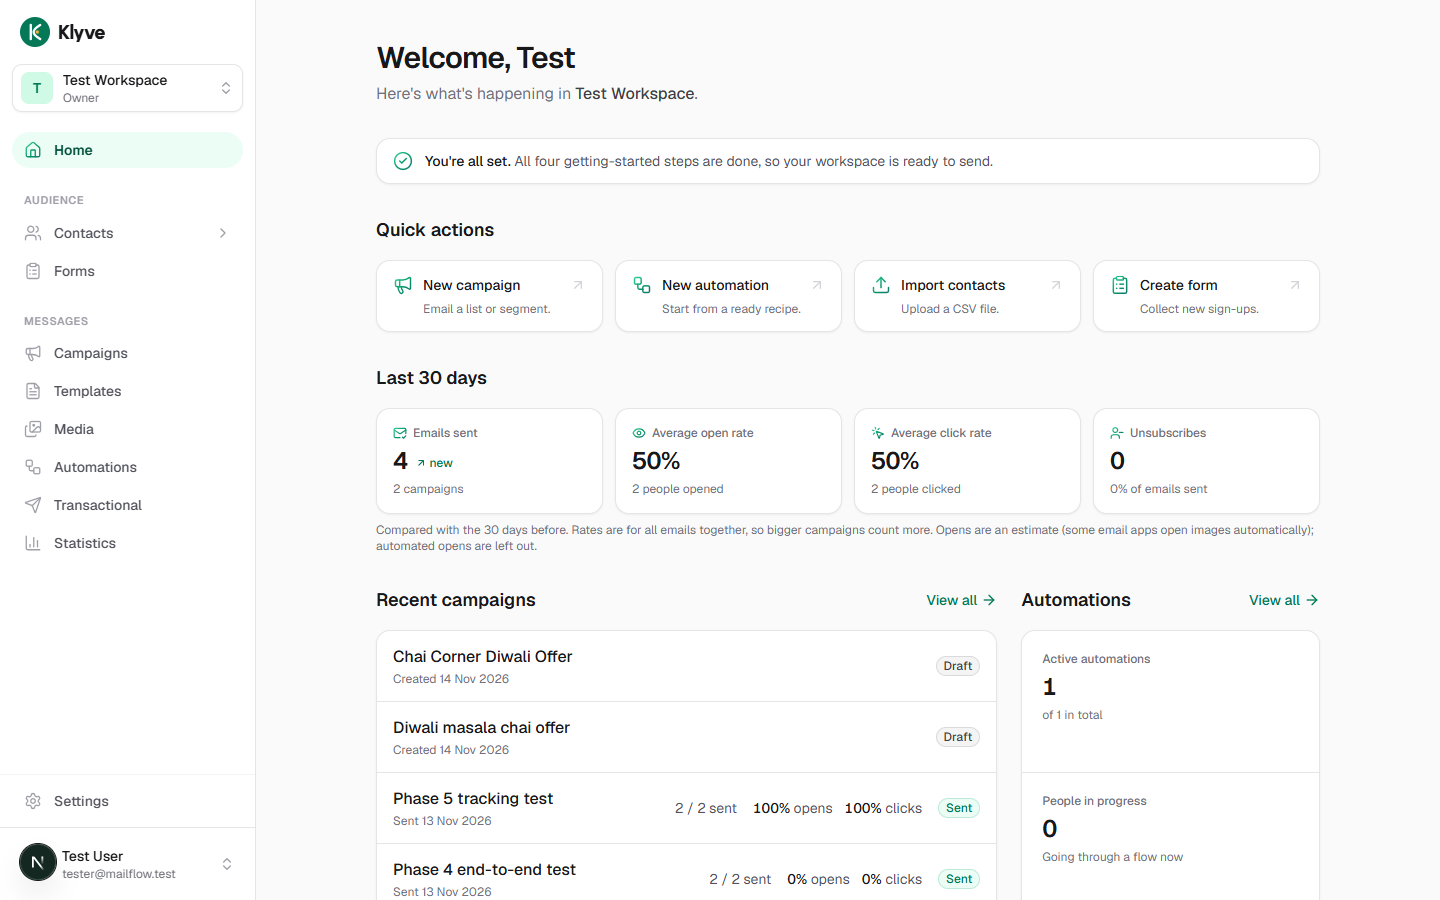 Klyve
T
Test Workspace
Owner
Home
AUDIENCE
Contacts
Forms
MESSAGES
Campaigns
Templates
Media
Automations
Transactional
Statistics
Settings
N
Test User
tester@mailflow.test
Welcome, Test
Here's what's happening in Test Workspace.
You're all set. All four getting-started steps are done, so your workspace is ready to send.
Quick actions
New campaign
Email a list or segment.
New automation
Start from a ready recipe.
Import contacts
Upload a CSV file.
Create form
Collect new sign-ups.
Last 30 days
Emails sent
4 new
2 campaigns
Average open rate
50%
2 people opened
Average click rate
50%
2 people clicked
Unsubscribes
0
0% of emails sent
Compared with the 30 days before. Rates are for all emails together, so bigger campaigns count more. Opens are an estimate (some email apps open images automatically);
automated opens are left out.
Recent campaigns
View all
Chai Corner Diwali Offer
Created 14 Nov 2026
Draft
Diwali masala chai offer
Created 14 Nov 2026
Draft
Phase 5 tracking test
Sent 13 Nov 2026
2 / 2 sent 100% opens 100% clicks Sent
Phase 4 end-to-end test
Sent 13 Nov 2026
2 / 2 sent 0% opens 0% clicks Sent
Automations
View all
Active automations
1
of 1 in total
People in progress
0
Going through a flow now